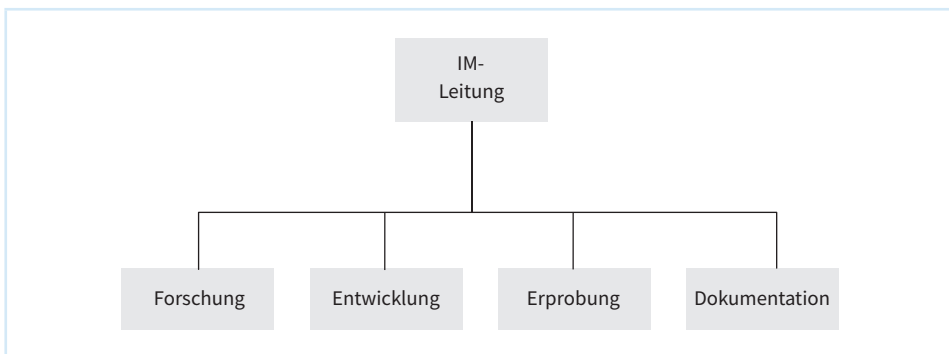 IM-
Leitung
Forschung
Entwicklung
Erprobung
Dokumentation